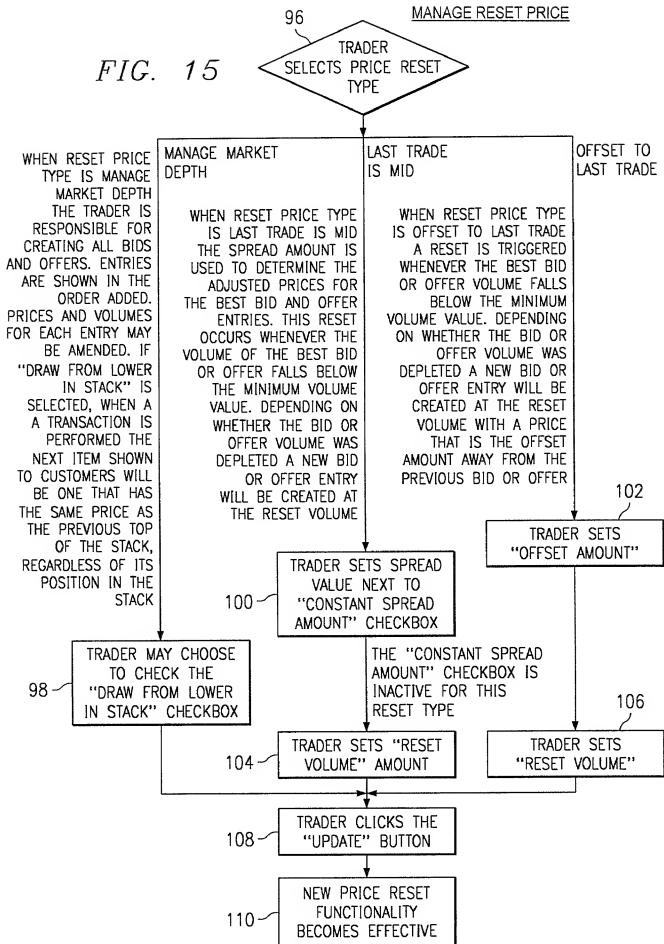 MANAGE RESET PRICE
FIG. 15
96
TRADER
SELECTS PRICE RESET
TYPE
MANAGE MARKET
DEPTH
LAST TRADE
IS MID
OFFSET TO
LAST TRADE
WHEN RESET PRICE
TYPE IS MANAGE
MARKET DEPTH
THE TRADER IS
RESPONSIBLE FOR
CREATING ALL BIDS
AND OFFERS. ENTRIES
ARE SHOWN IN THE
ORDER ADDED.
PRICES AND VOLUMES
FOR EACH ENTRY MAY
BE AMENDED. IF
"DRAW FROM LOWER
IN STACK" IS
SELECTED, WHEN A
A TRANSACTION IS
PERFORMED THE
NEXT ITEM SHOWN
TO CUSTOMERS WILL
BE ONE THAT HAS
THE SAME PRICE AS
THE PREVIOUS TOP
OF THE STACK,
REGARDLESS OF ITS
POSITION IN THE
STACK
WHEN RESET PRICE TYPE
IS LAST TRADE IS MID
THE SPREAD AMOUNT IS
USED TO DETERMINE THE
ADJUSTED PRICES FOR
THE BEST BID AND OFFER
ENTRIES. THIS RESET
OCCURS WHENEVER THE
VOLUME OF THE BEST BID
OR OFFER FALLS BELOW
THE MINIMUM VOLUME
VALUE. DEPENDING ON
WHETHER THE BID OR
OFFER VOLUME WAS
DEPLETED A NEW BID
OR OFFER ENTRY
WILL BE CREATED AT
THE RESET VOLUME
WHEN RESET PRICE TYPE
IS OFFSET TO LAST TRADE
A RESET IS TRIGGERED
WHENEVER THE BEST BID
OR OFFER VOLUME FALLS
BELOW THE MINIMUM
VOLUME VALUE. DEPENDING
ON WHETHER THE BID OR
OFFER VOLUME WAS
DEPLETED A NEW BID OR
OFFER ENTRY WILL BE
CREATED AT THE RESET
VOLUME WITH A PRICE
THAT IS THE OFFSET
AMOUNT AWAY FROM THE
PREVIOUS BID OR OFFER
102
TRADER SETS
"OFFSET AMOUNT"
100
TRADER SETS SPREAD
VALUE NEXT TO
"CONSTANT SPREAD
AMOUNT" CHECKBOX
THE "CONSTANT SPREAD
AMOUNT" CHECKBOX IS
INACTIVE FOR THIS
RESET TYPE
98
TRADER MAY CHOOSE
TO CHECK THE
"DRAW FROM LOWER
IN STACK" CHECKBOX
104
TRADER SETS "RESET
VOLUME" AMOUNT
106
TRADER SETS
"RESET VOLUME"
108
TRADER CLICKS THE
"UPDATE" BUTTON
110
NEW PRICE RESET
FUNCTIONALITY
BECOMES EFFECTIVE